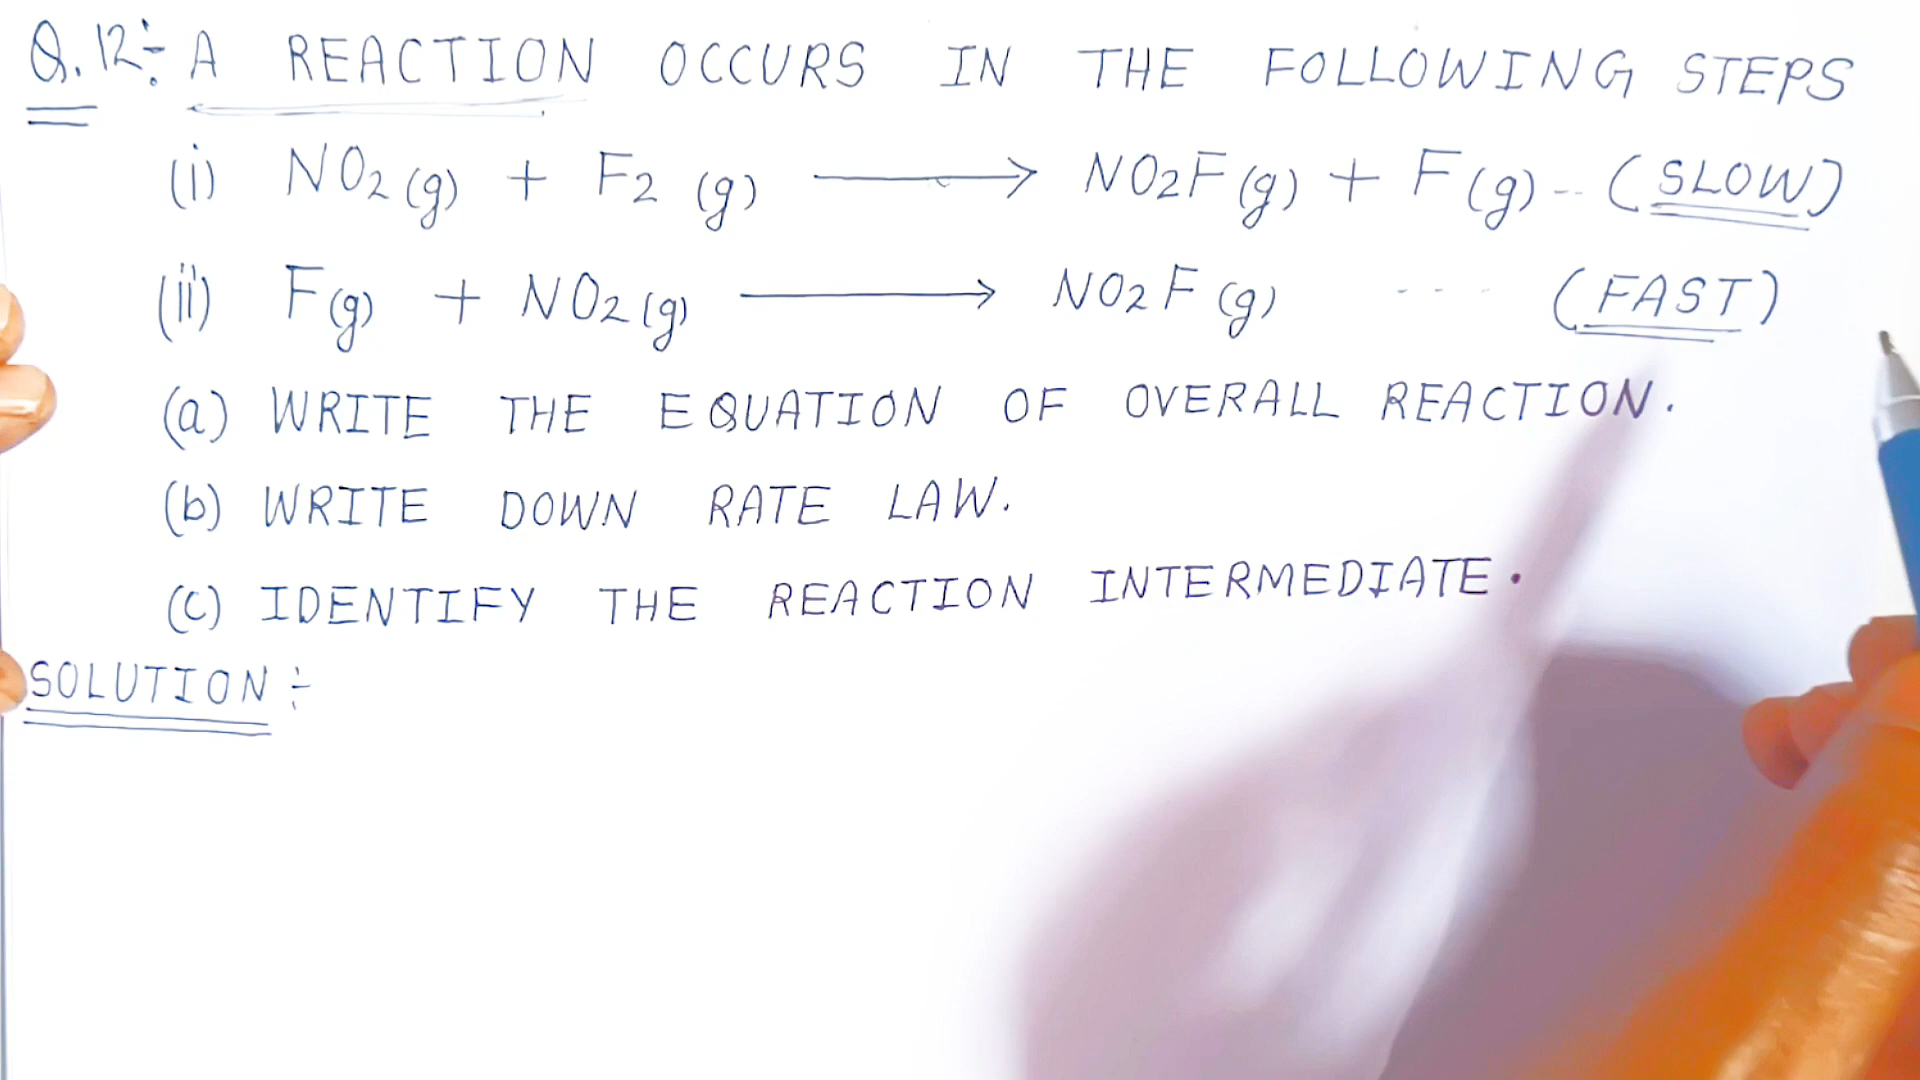 Q.12÷ A REACTION OCCURS IN THE FOLLOWING STEPS
(i) NO2(g) + F2 (g) ⟶ NO2F(g) + F(g)-- (SLOW)
(ii) F(g) + NO2(g) ⟶ NO2F(g) --- (FAST)
(a) WRITE THE EQUATION OF OVERALL REACTION.
(b) WRITE DOWN RATE LAW.
(c) IDENTIFY THE REACTION INTERMEDIATE.
SOLUTION÷